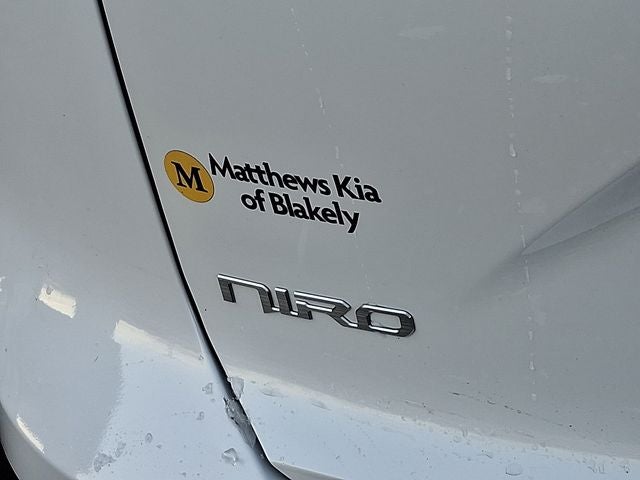 M
Matthews Kia
of Blakely
NIRO